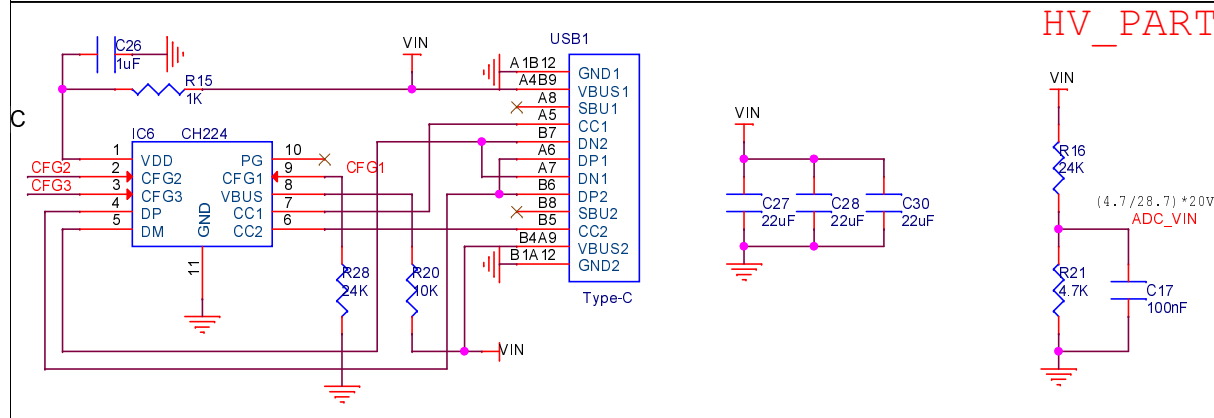 HV_PART
C26
1uF
R15
1K
VIN
USB1
A1B12
GND1
A4B9
VBUS1
A8
SBU1
A5
CC1
B7
DN2
A6
DP1
A7
DN1
B6
DP2
B8
SBU2
B5
CC2
B4A9
VBUS2
B1A12
GND2
Type-C
C
IC6
CH224
1
VDD
CFG2
2
CFG2
CFG3
3
CFG3
4
DP
5
DM
GND
11
PG
10
CFG1
9
CFG1
VBUS
8
CC1
7
CC2
6
R28
24K
R20
10K
VIN
VIN
C27
22uF
C28
22uF
C30
22uF
VIN
R16
24K
(4.7/28.7)*20V
ADC_VIN
R21
4.7K
C17
100nF